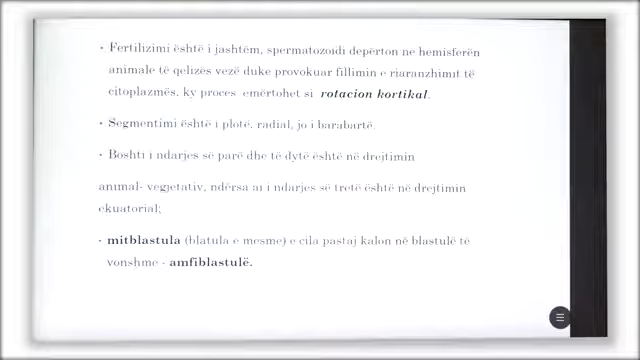 • Fertilizimi është i jashtëm, spermatozoidi depërton në hemisferën
animale të qelizës vezë duke provokuar fillimin e riaranzhimit të
citoplazmës, ky proces emërtohet si rotacion kortikal.
• Segmentimi është i plotë, radial, jo i barabartë.
• Boshti i ndarjes së parë dhe të dytë është në drejtimin
animal- vegjetativ, ndërsa ai i ndarjes së tretë është në drejtimin
ekuatorial;
• mitblastula (blatula e mesme) e cila pastaj kalon në blastulë të
vonshme - amfiblastulë.